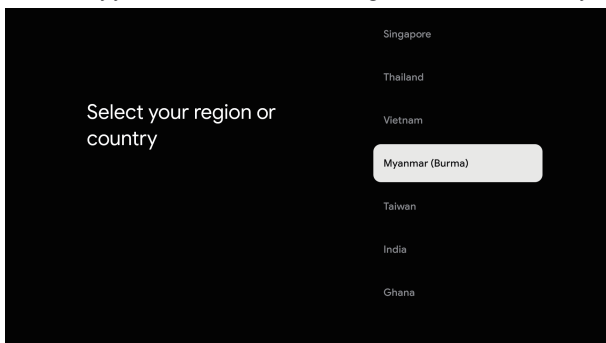 Select your region or
country
Singapore
Thailand
Vietnam
Myanmar (Burma)
Taiwan
India
Ghana